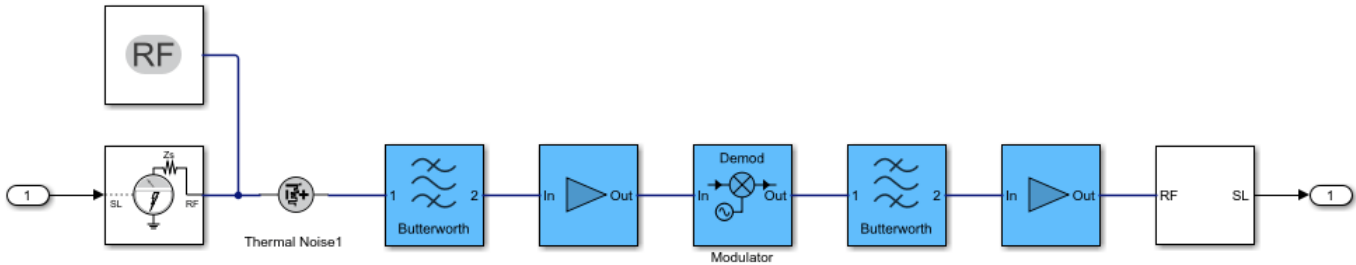 RF
1
SL
Zs
RF
Thermal Noise1
1
2
Butterworth
In
Out
Demod
In
Out
Modulator
1
2
Butterworth
In
Out
RF
SL
1